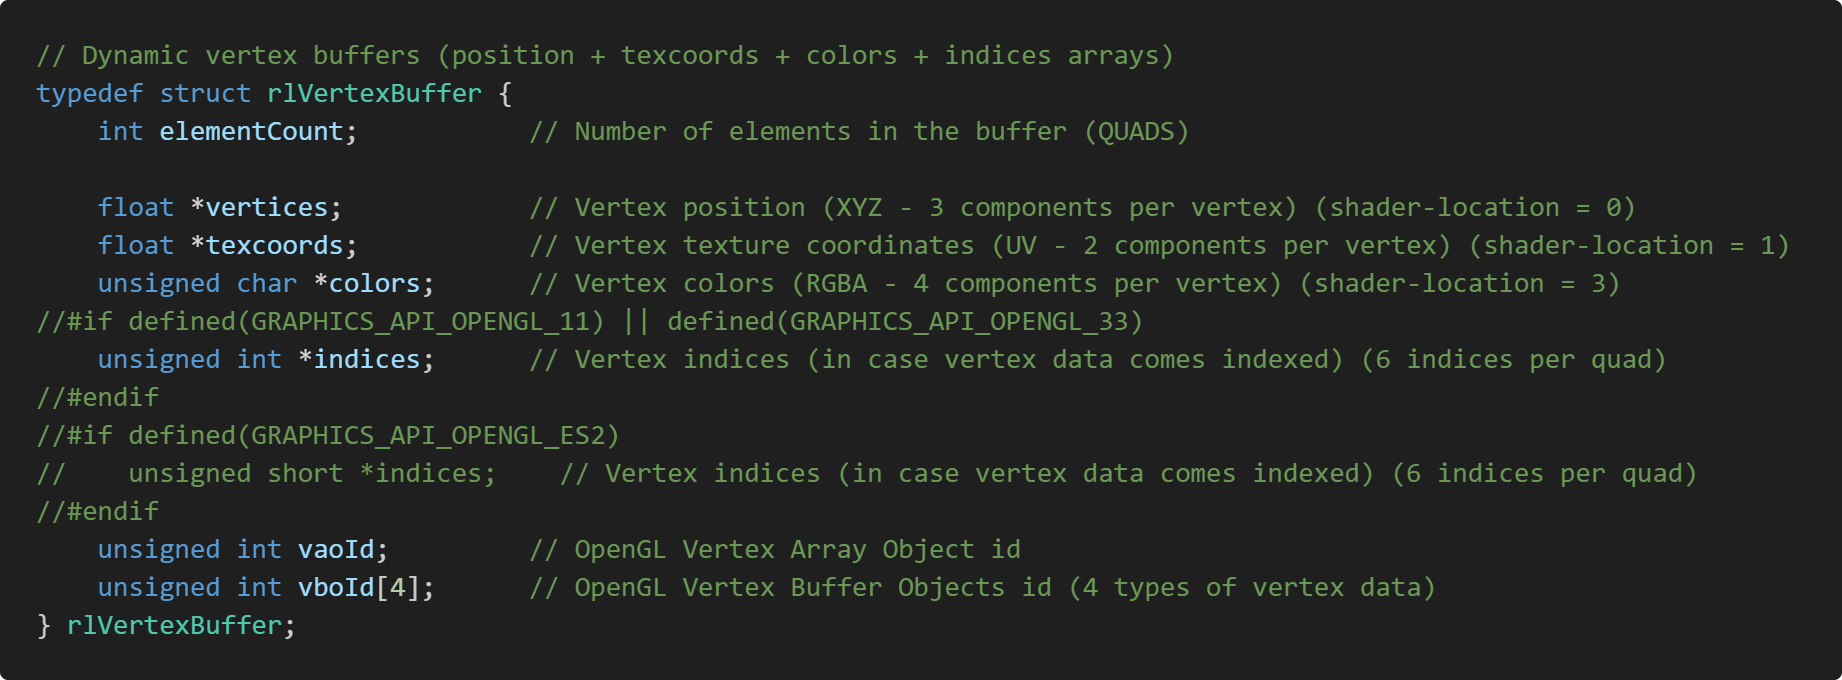 // Dynamic vertex buffers (position + texcoords + colors + indices arrays)
typedef struct rlVertexBuffer {
    int elementCount;           // Number of elements in the buffer (QUADS)

    float *vertices;            // Vertex position (XYZ - 3 components per vertex) (shader-location = 0)
    float *texcoords;           // Vertex texture coordinates (UV - 2 components per vertex) (shader-location = 1)
    unsigned char *colors;      // Vertex colors (RGBA - 4 components per vertex) (shader-location = 3)
//#if defined(GRAPHICS_API_OPENGL_11) || defined(GRAPHICS_API_OPENGL_33)
    unsigned int *indices;      // Vertex indices (in case vertex data comes indexed) (6 indices per quad)
//#endif
//#if defined(GRAPHICS_API_OPENGL_ES2)
//    unsigned short *indices;    // Vertex indices (in case vertex data comes indexed) (6 indices per quad)
//#endif
    unsigned int vaoId;         // OpenGL Vertex Array Object id
    unsigned int vboId[4];      // OpenGL Vertex Buffer Objects id (4 types of vertex data)
} rlVertexBuffer;